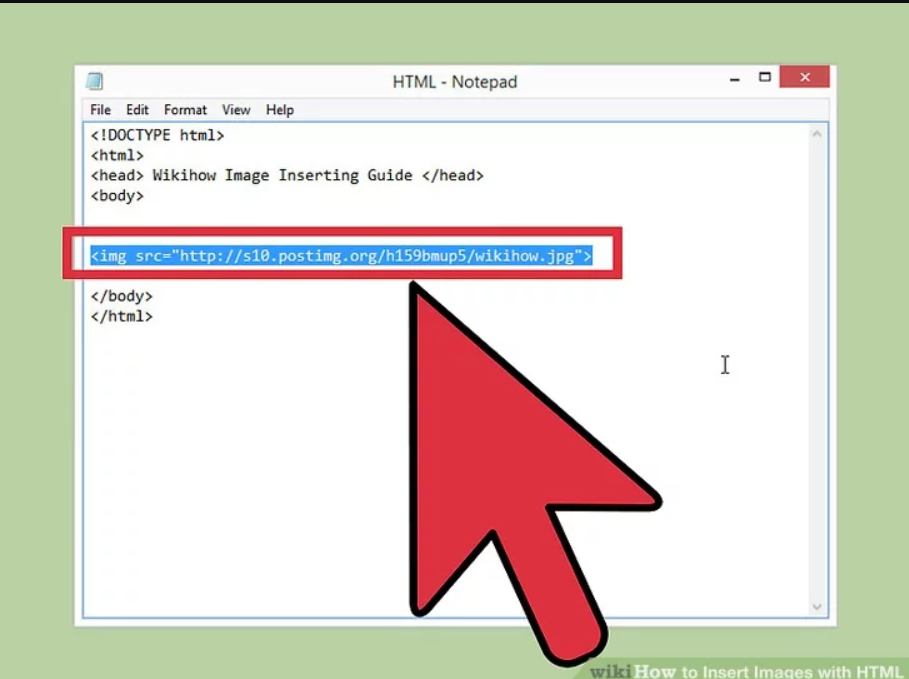 HTML - Notepad
File Edit Format View Help
<!DOCTYPE html>
<html>
<head> Wikihow Image Inserting Guide </head>
<body>
<img src="http://s10.postimg.org/h159bmup5/wikihow.jpg">
</body>
</html>
wikiHow to Insert Images with HTML